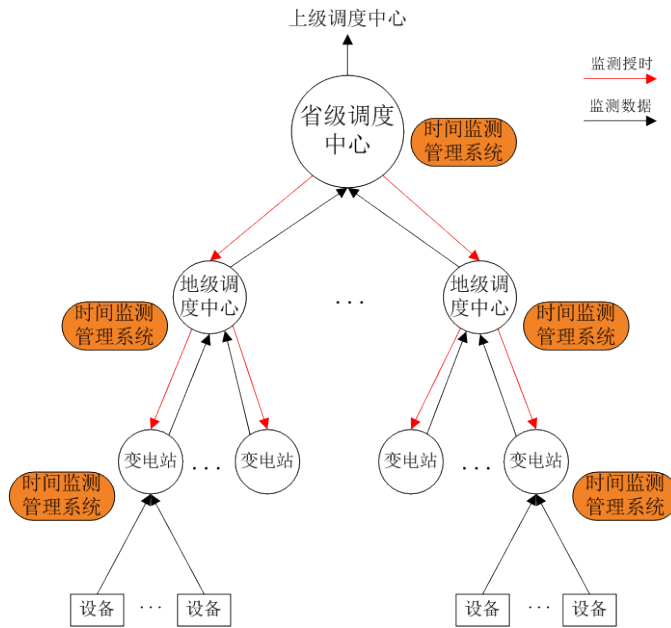 上级调度中心
监测授时
监测数据
省级调度
中心
时间监测
管理系统
地级调
度中心
时间监测
管理系统
...
地级调
度中心
时间监测
管理系统
变电站
...
变电站
变电站
...
变电站
时间监测
管理系统
时间监测
管理系统
设备
...
设备
设备
...
设备